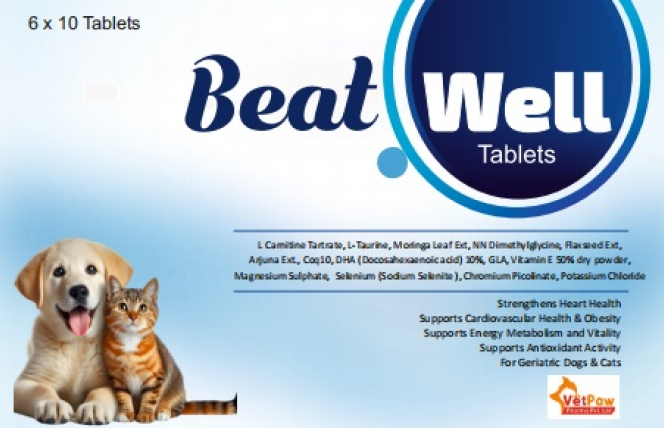 6 x 10 Tablets
Beat Well
Tablets
L Carnitine Tartrate, L-Taurine, Moringa Leaf Ext, NN Dimethylglycine, Flaxseed Ext,
Arjuna Ext., Coq10, DHA (Docosahexaenoic acid) 10%, GLA, Vitamin E 50% dry powder,
Magnesium Sulphate, Selenium (Sodium Selenite), Chromium Picolinate, Potassium Chloride
Strengthens Heart Health
Supports Cardiovascular Health & Obesity
Supports Energy Metabolism and Vitality
Supports Antioxidant Activity
For Geriatric Dogs & Cats
VetPaw
Pharma Pvt. Ltd.